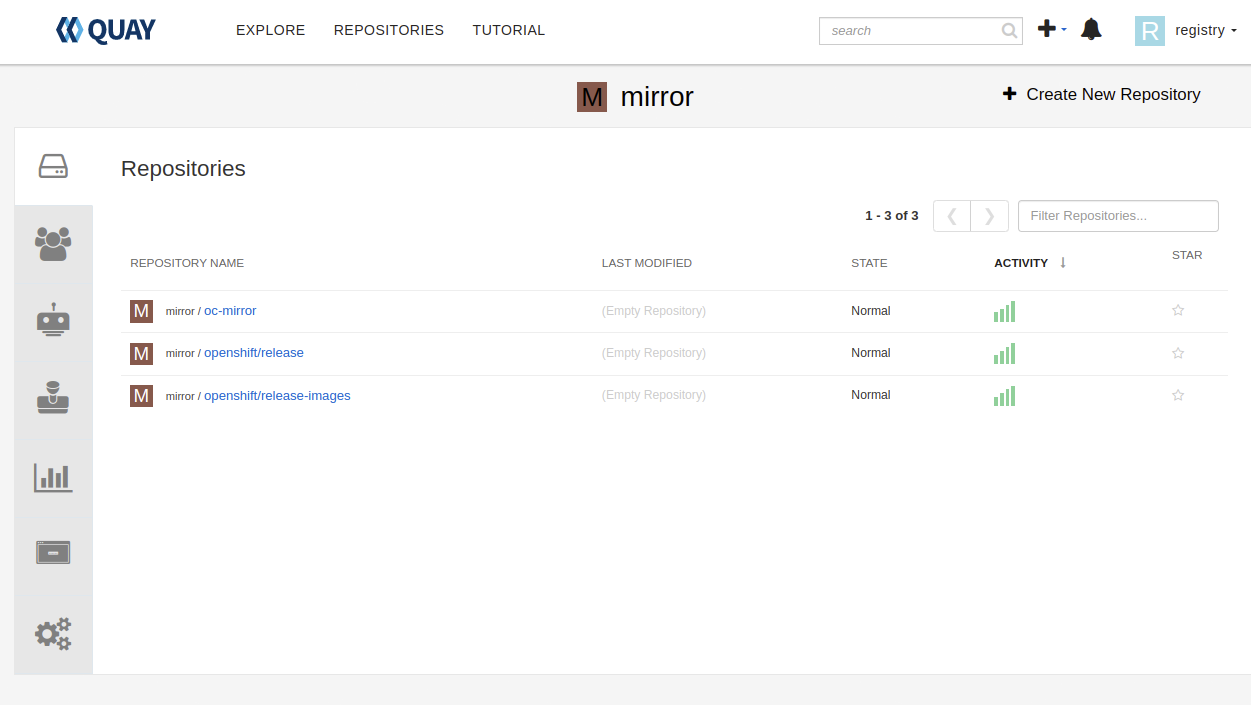 QUAY EXPLORE REPOSITORIES TUTORIAL search R registry
M mirror Create New Repository
Repositories
1 - 3 of 3 Filter Repositories...
REPOSITORY NAME LAST MODIFIED STATE ACTIVITY STAR
M mirror / oc-mirror (Empty Repository) Normal
M mirror / openshift/release (Empty Repository) Normal
M mirror / openshift/release-images (Empty Repository) Normal